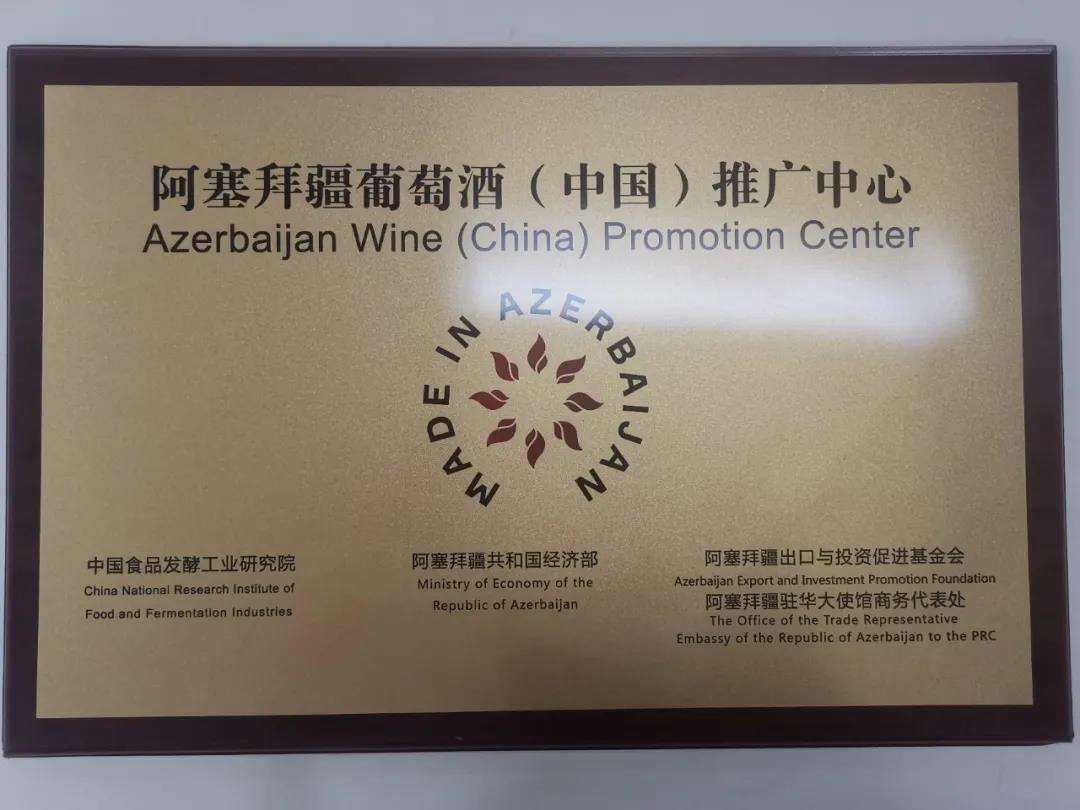 阿塞拜疆葡萄酒（中国）推广中心
Azerbaijan Wine (China) Promotion Center
MADE IN AZERBAIJAN
中国食品发酵工业研究院
China National Research Institute of
Food and Fermentation Industries
阿塞拜疆共和国经济部
Ministry of Economy of the
Republic of Azerbaijan
阿塞拜疆出口与投资促进基金会
Azerbaijan Export and Investment Promotion Foundation
阿塞拜疆驻华大使馆商务代表处
The Office of the Trade Representative
Embassy of the Republic of Azerbaijan to the PRC